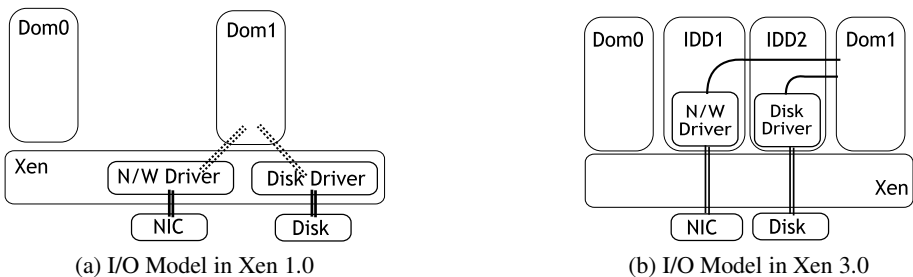 Dom0
Dom1
Xen
N/W Driver
Disk Driver
NIC
Disk
(a) I/O Model in Xen 1.0
Dom0
IDD1
IDD2
Dom1
N/W
Driver
Disk
Driver
Xen
NIC
Disk
(b) I/O Model in Xen 3.0